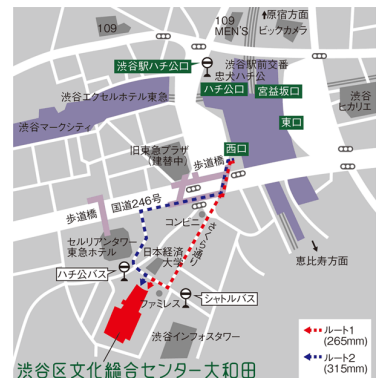 109
109
MEN'S
↑原宿方面
ビックカメラ
渋谷駅ハチ公口
渋谷駅前交番
忠犬ハチ公
ハチ公口
宮益坂口
渋谷エクセルホテル東急
東口
渋谷
ヒカリエ
渋谷マークシティ
旧東急プラザ
(建替中)
西口
歩道橋
歩道橋
国道246号
コンビニ
さくら通り
セルリアンタワー
東急ホテル
日本経済
大学
恵比寿方面
ハチ公バス
ファミレス
シャトルバス
渋谷インフォスタワー
ルート1
(265mm)
ルート2
(315mm)
渋谷区文化総合センター大和田